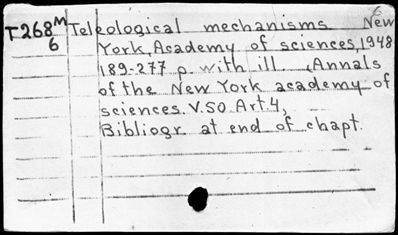 6
T268M Teleological mechanisms New
6 York, Academy of sciences, 1948
189-277 p. with ill., Annals
of the New York academy of
sciences. V.50. Art.4,
Bibliogr. at end of chapt.